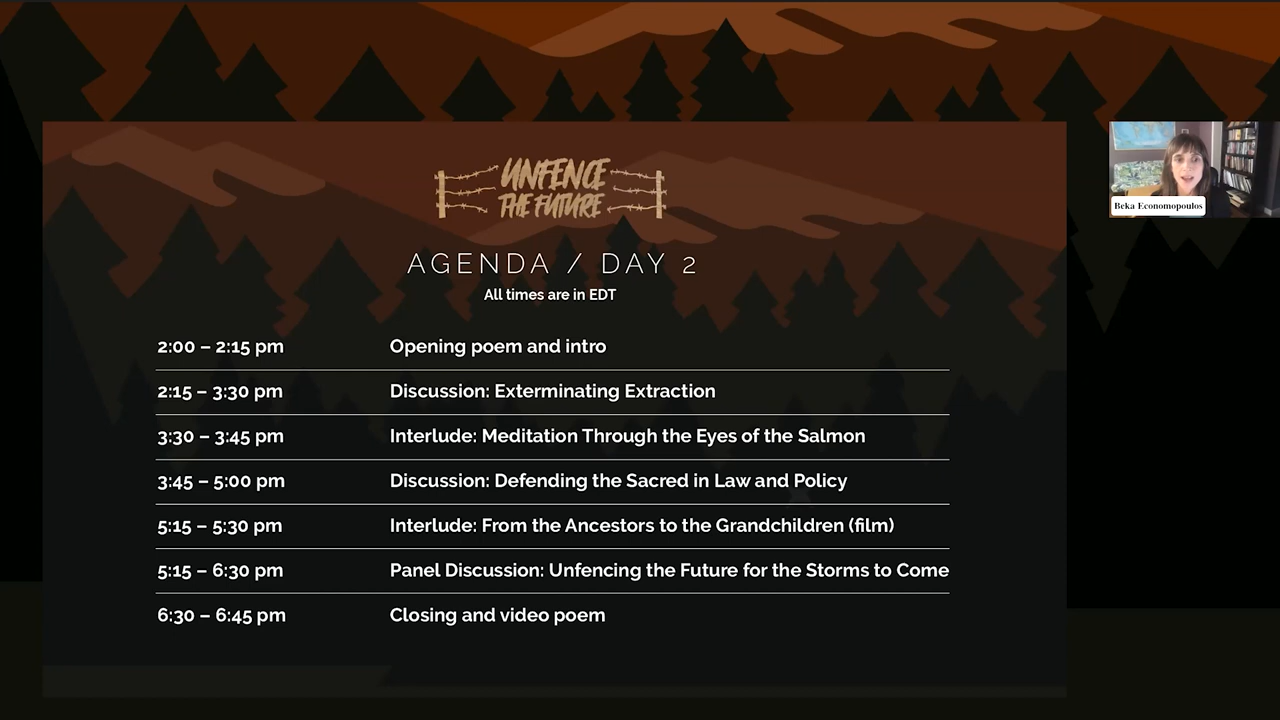 UNFENCE
THE FUTURE
AGENDA / DAY 2
All times are in EDT
2:00 – 2:15 pm Opening poem and intro
2:15 – 3:30 pm Discussion: Exterminating Extraction
3:30 – 3:45 pm Interlude: Meditation Through the Eyes of the Salmon
3:45 – 5:00 pm Discussion: Defending the Sacred in Law and Policy
5:15 – 5:30 pm Interlude: From the Ancestors to the Grandchildren (film)
5:15 – 6:30 pm Panel Discussion: Unfencing the Future for the Storms to Come
6:30 – 6:45 pm Closing and video poem
Beka Economopoulos